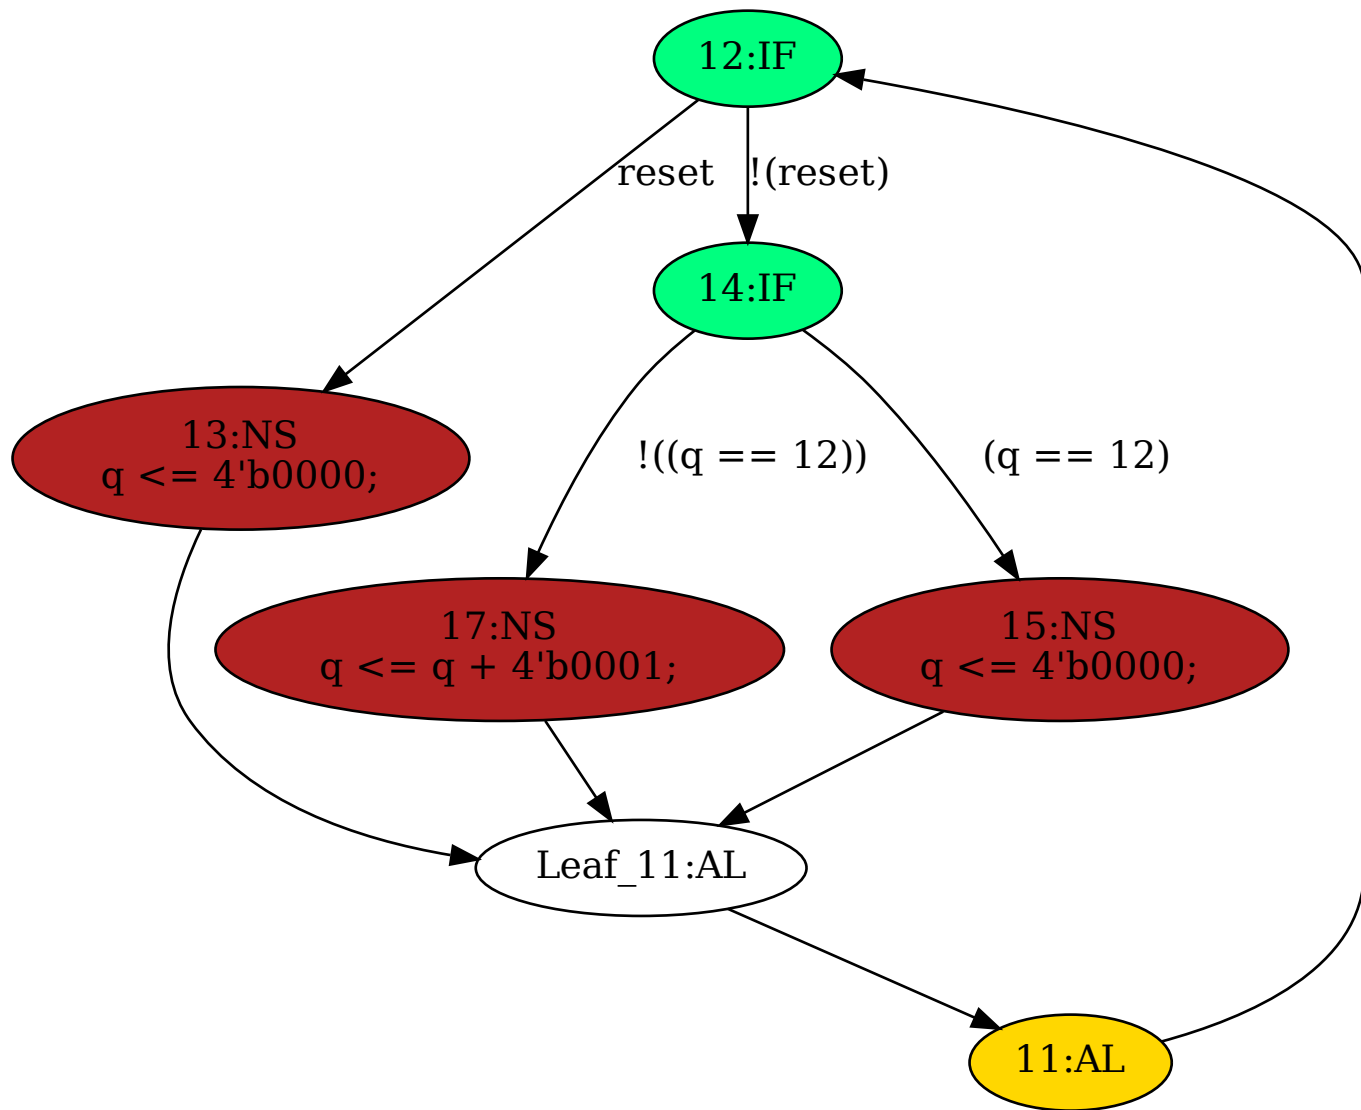 12:IF
reset
!(reset)
14:IF
13:NS
q <= 4'b0000;
!((q == 12))
(q == 12)
17:NS
q <= q + 4'b0001;
15:NS
q <= 4'b0000;
Leaf_11:AL
11:AL